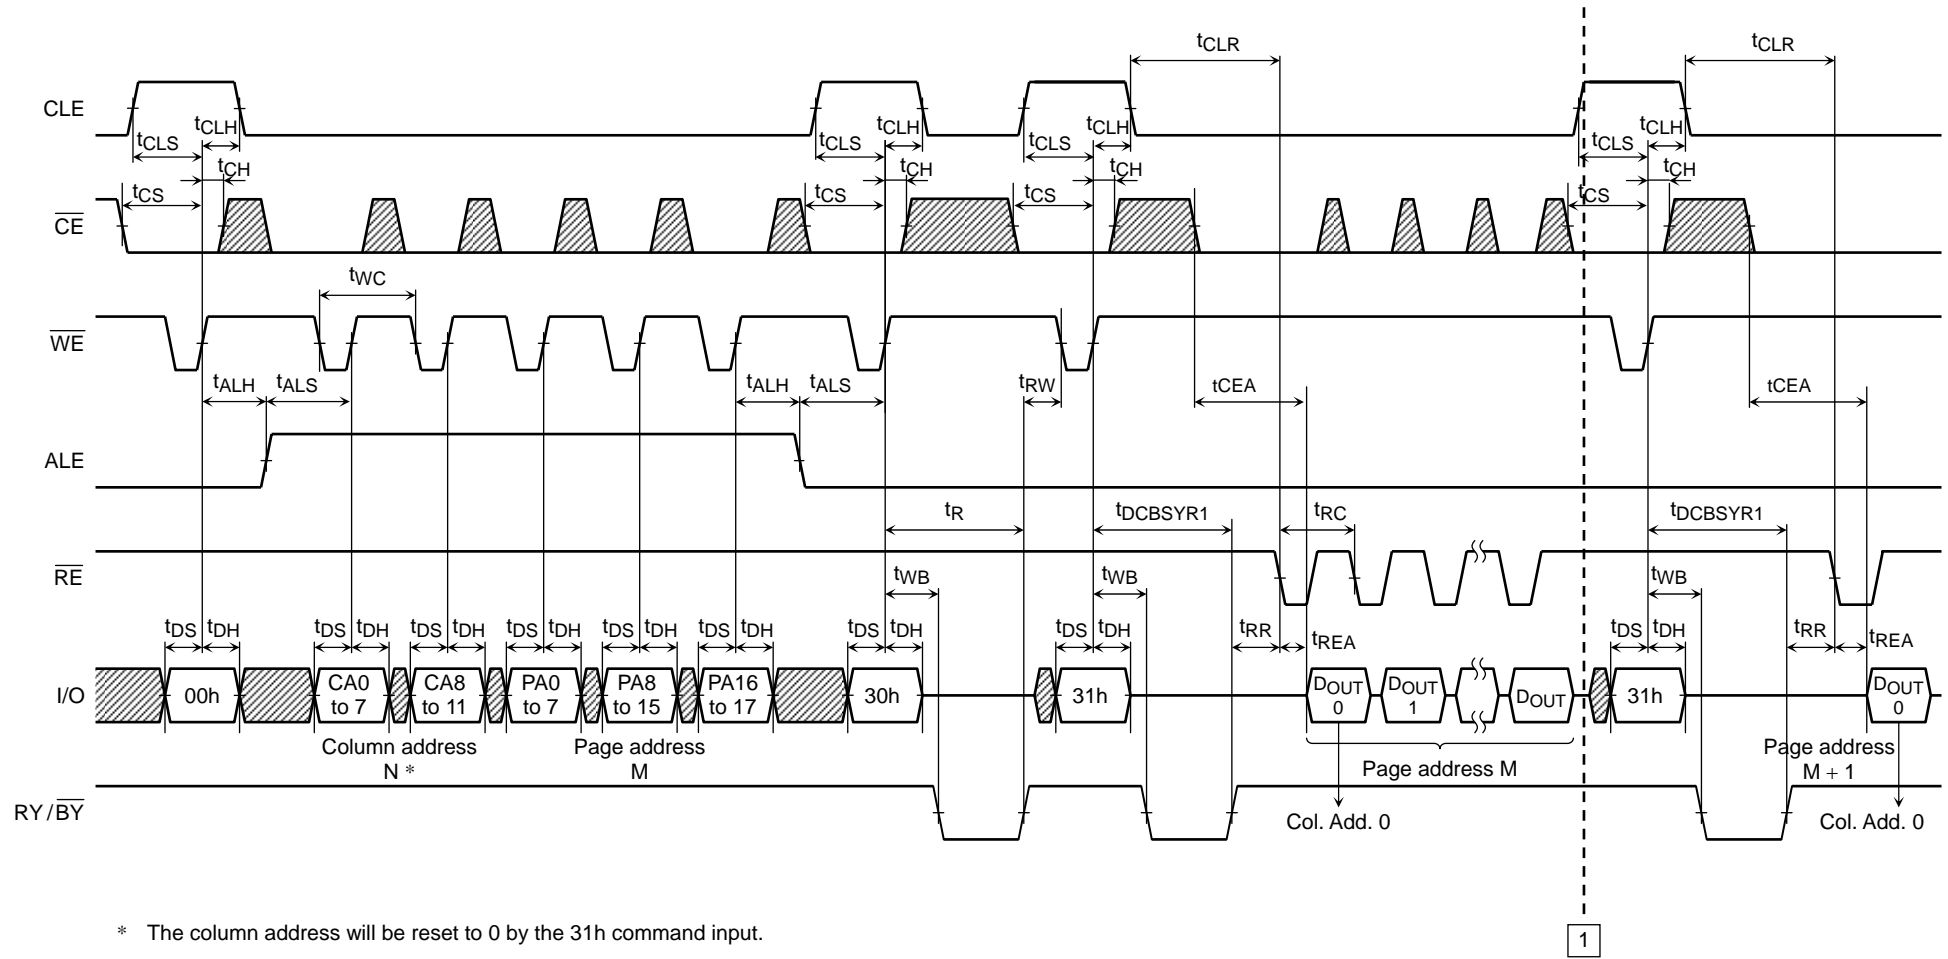 tCLR tCLR
CLE
tCLS tCLH tCLS tCLH tCLS tCLH tCLS tCLH
tCS tCH tCS tCH tCS tCH tCS tCH
CE
tWC
WE
tALH tALS tALH tALS tRW tCEA tCEA
ALE
tR tDCBSYR1 tRC tDCBSYR1
RE
tWB tWB tWB
tDS tDH tDS tDH tDS tDH tDS tDH tDS tDH tDS tDH tDS tDH tDS tDH tRR tREA tDS tDH tRR tREA
I/O
00h
CA0
to 7
CA8
to 11
PA0
to 7
PA8
to 15
PA16
to 17
30h
31h
DOUT
0
DOUT
1
DOUT
31h
DOUT
0
Column address
N *
Page address
M
Page address M
Page address
M + 1
RY/BY
Col. Add. 0
Col. Add. 0
* The column address will be reset to 0 by the 31h command input.
1